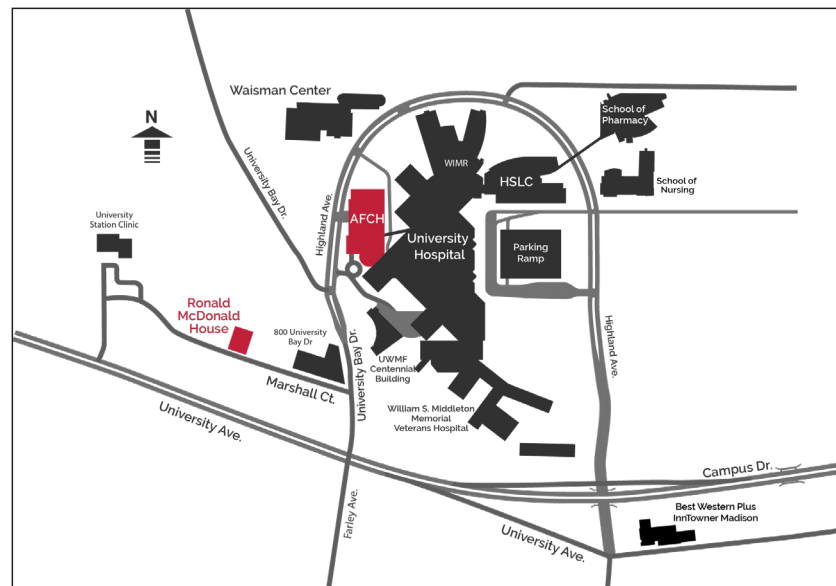 Waisman Center
N
School of
Pharmacy
WIMR
HSLC
School of
Nursing
University Bay Dr.
Highland Ave.
AFCH
University
Station Clinic
University
Hospital
Parking
Ramp
Ronald
McDonald
House
800 University
Bay Dr
University Bay Dr.
UWMF
Centennial
Building
Highland Ave.
Marshall Ct.
University Ave.
William S. Middleton
Memorial
Veterans Hospital
Campus Dr.
Farley Ave.
University Ave.
Best Western Plus
InnTowner Madison